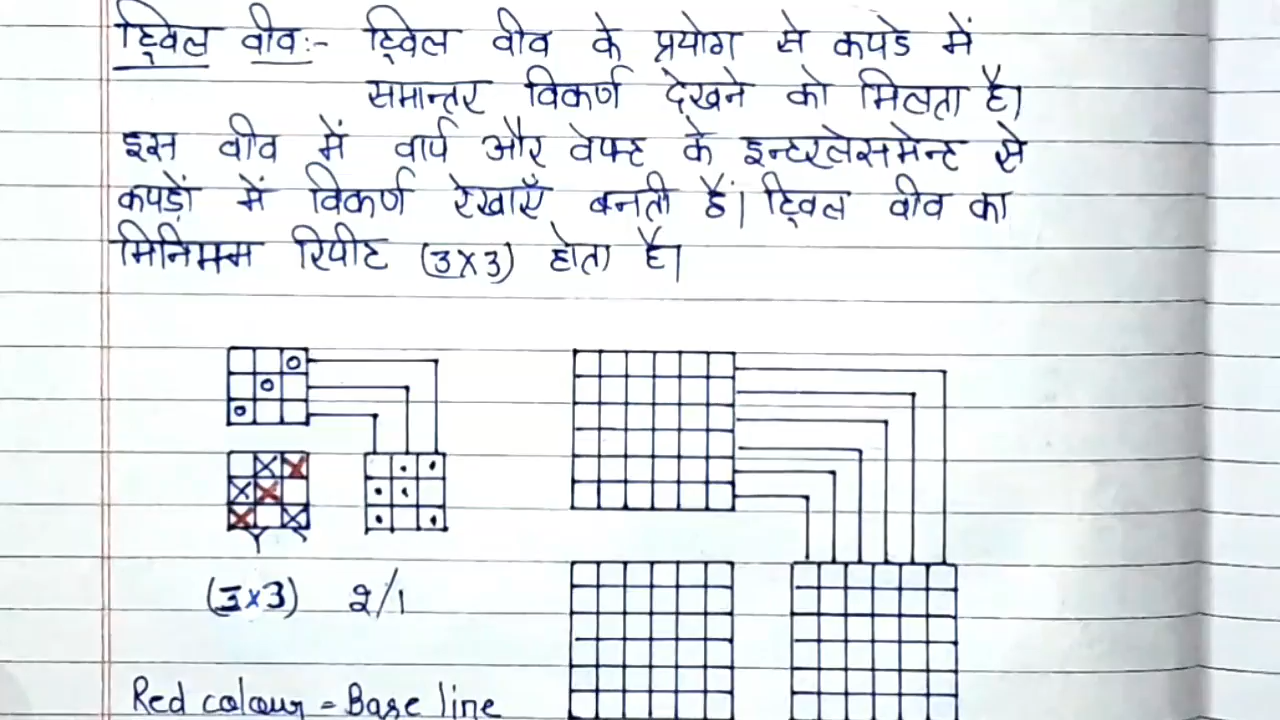 ट्विल वीव:- ट्विल वीव के प्रयोग से कपडे में
समान्तर विकर्ण देखने को मिलता है।
इस वीव में वार्प और वेफ्ट के इन्टरलेसमेन्ट से
कपड़ों में विकर्ण रेखाएँ बनती हैं। ट्विल वीव का
मिनिमम रिपीट (3x3) होता है।
(3x3) 2/1
Red colour = Base line